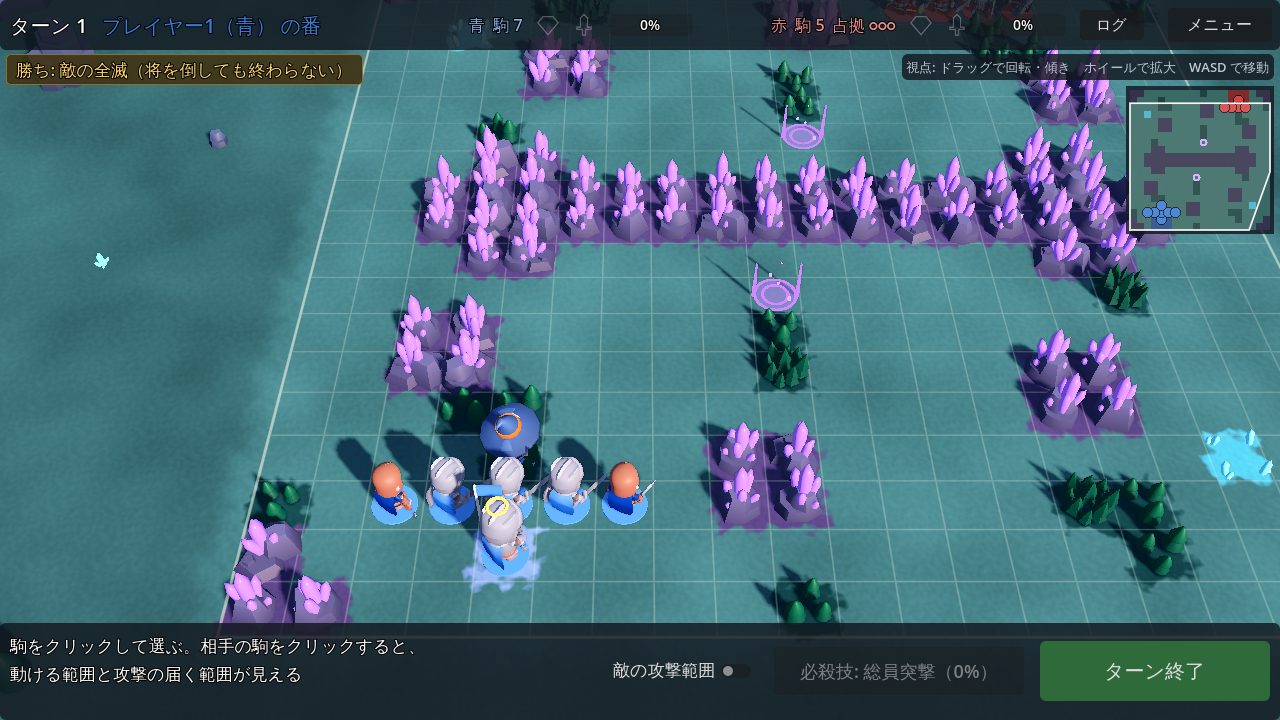 ターン 1 プレイヤー1（青）の番 青 駒 7 0% 赤 駒 5 占拠 0% ログ メニュー
勝ち: 敵の全滅（将を倒しても終わらない）
視点: ドラッグで回転・傾き ホイールで拡大 WASD で移動
駒をクリックして選ぶ。相手の駒をクリックすると、
動ける範囲と攻撃の届く範囲が見える
敵の攻撃範囲
必殺技: 総員突撃（0%）
ターン終了